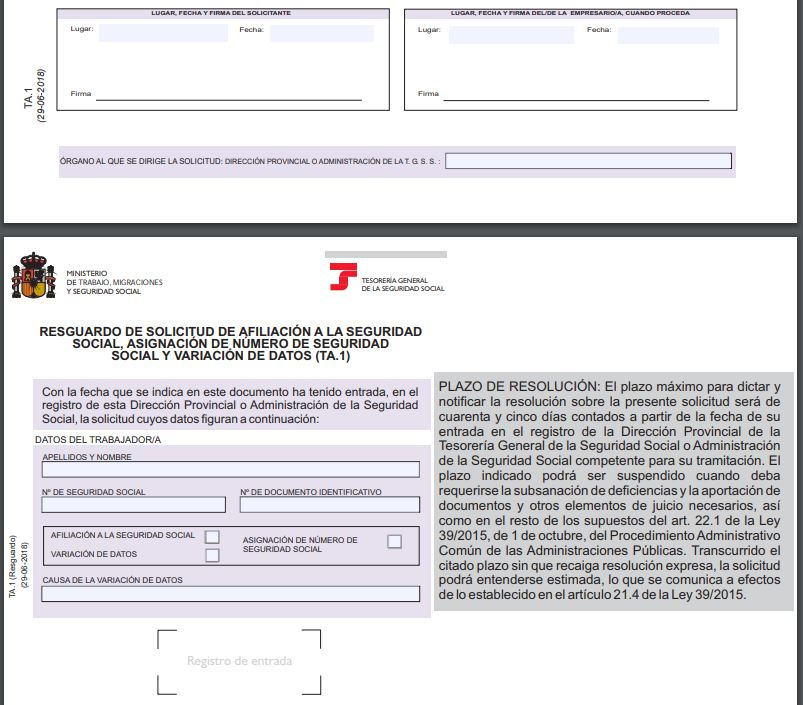 LUGAR, FECHA Y FIRMA DEL SOLICITANTE
Lugar:
Fecha:
Firma
LUGAR, FECHA Y FIRMA DEL/DE LA EMPRESARIO/A, CUANDO PROCEDA
Lugar:
Fecha:
Firma
TA.1
(29-06-2018)
ÓRGANO AL QUE SE DIRIGE LA SOLICITUD: DIRECCIÓN PROVINCIAL O ADMINISTRACIÓN DE LA T. G. S. S. :
MINISTERIO
DE TRABAJO, MIGRACIONES
Y SEGURIDAD SOCIAL
TESORERÍA GENERAL
DE LA SEGURIDAD SOCIAL
RESGUARDO DE SOLICITUD DE AFILIACIÓN A LA SEGURIDAD
SOCIAL, ASIGNACIÓN DE NÚMERO DE SEGURIDAD
SOCIAL Y VARIACIÓN DE DATOS (TA.1)
Con la fecha que se indica en este documento ha tenido entrada, en el
registro de esta Dirección Provincial o Administración de la Seguridad
Social, la solicitud cuyos datos figuran a continuación:
DATOS DEL TRABAJADOR/A
APELLIDOS Y NOMBRE
Nº DE SEGURIDAD SOCIAL
Nº DE DOCUMENTO IDENTIFICATIVO
AFILIACIÓN A LA SEGURIDAD SOCIAL
VARIACIÓN DE DATOS
ASIGNACIÓN DE NÚMERO DE
SEGURIDAD SOCIAL
CAUSA DE LA VARIACIÓN DE DATOS
TA.1 (Resguardo)
(29-06-2018)
PLAZO DE RESOLUCIÓN: El plazo máximo para dictar y
notificar la resolución sobre la presente solicitud será de
cuarenta y cinco días contados a partir de la fecha de su
entrada en el registro de la Dirección Provincial de la
Tesorería General de la Seguridad Social o Administración
de la Seguridad Social competente para su tramitación. El
plazo indicado podrá ser suspendido cuando deba
requerirse la subsanación de deficiencias y la aportación de
documentos y otros elementos de juicio necesarios, así
como en el resto de los supuestos del art. 22.1 de la Ley
39/2015, de 1 de octubre, del Procedimiento Administrativo
Común de las Administraciones Públicas. Transcurrido el
citado plazo sin que recaiga resolución expresa, la solicitud
podrá entenderse estimada, lo que se comunica a efectos
de lo establecido en el artículo 21.4 de la Ley 39/2015.
Registro de entrada